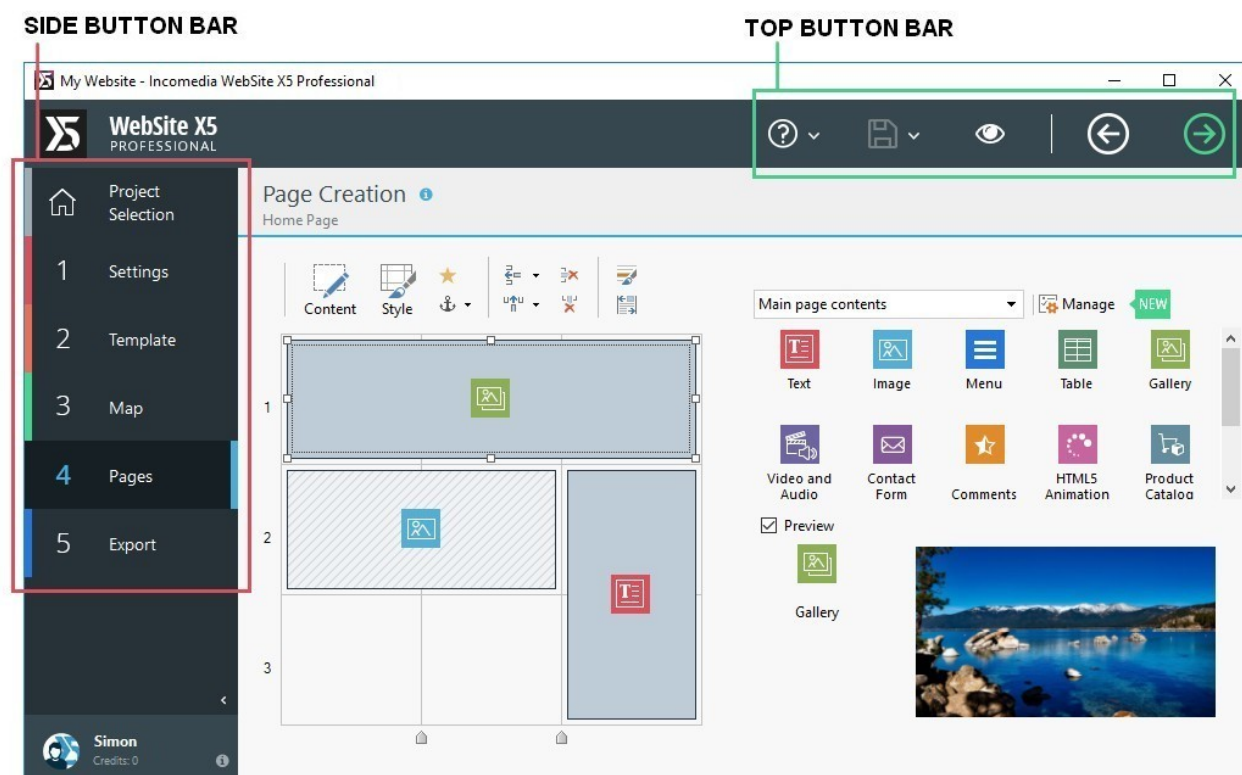 SIDE BUTTON BAR
TOP BUTTON BAR
My Website - Incomedia WebSite X5 Professional
X5
WebSite X5
PROFESSIONAL
Project
Selection
1 Settings
2 Template
3 Map
4 Pages
5 Export
Simon
Credits: 0
Page Creation
Home Page
Content
Style
1
2
3
Main page contents
Manage
NEW
Text
Image
Menu
Table
Gallery
Video and
Audio
Contact
Form
Comments
HTML5
Animation
Product
Catalog
Preview
Gallery